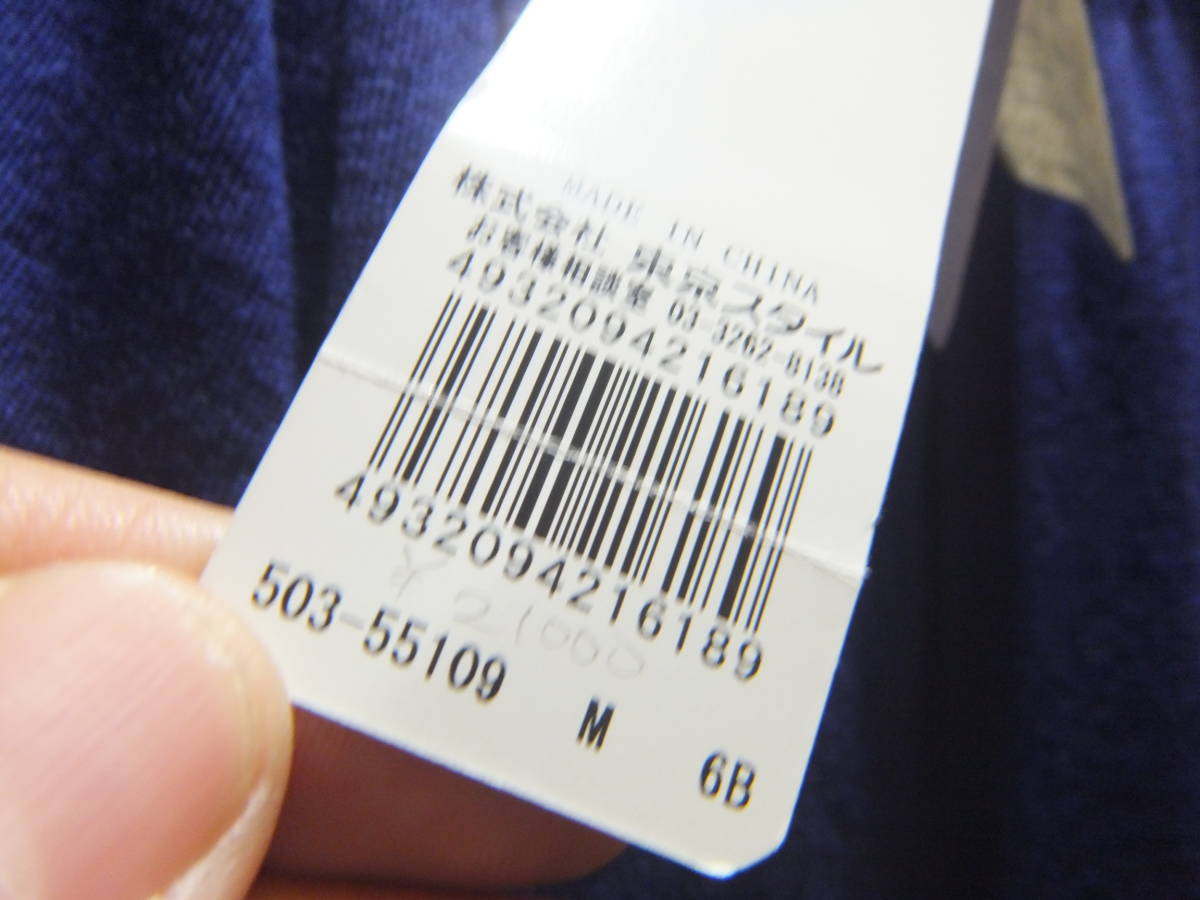 MADE IN CHINA
株式会社 東京スタイル
お客様相談室 03-3262-8138
4932094216189
4932094216189
¥21000
503-55109 M 6B